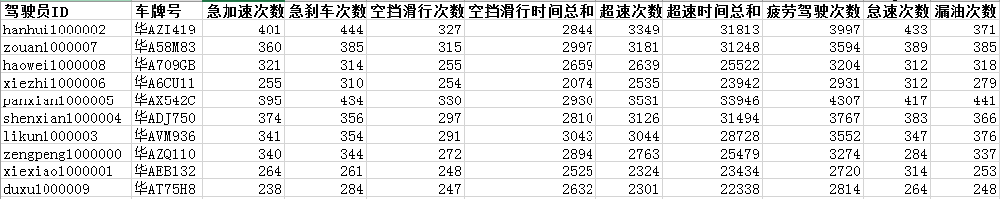 驾驶员ID 车牌号 急加速次数 急刹车次数 空挡滑行次数 空挡滑行时间总和 超速次数 超速时间总和 疲劳驾驶次数 急速次数 漏油次数
hanhui1000002 华AZI419 401 444 327 2844 3349 31813 3997 433 371
zouan1000007 华A58M83 360 385 315 2997 3181 31248 3594 389 385
haowei1000008 华A709GB 321 314 255 2659 2639 25522 3204 312 318
xiezhi1000006 华A6CU11 255 310 254 2074 2535 23942 2931 312 279
panxian1000005 华AX542C 395 434 330 2930 3531 33946 4307 417 441
shenxian1000004 华ADJ750 374 356 297 2810 3126 31494 3767 383 366
likun1000003 华AVM936 341 354 291 3043 3044 28728 3552 347 376
zengpeng1000000 华AZQ110 340 344 272 2894 2763 25479 3274 284 337
xiexiao1000001 华AEB132 264 261 248 2525 2324 23434 2720 314 253
duxu1000009 华AT75H8 238 284 247 2632 2301 22338 2814 264 248